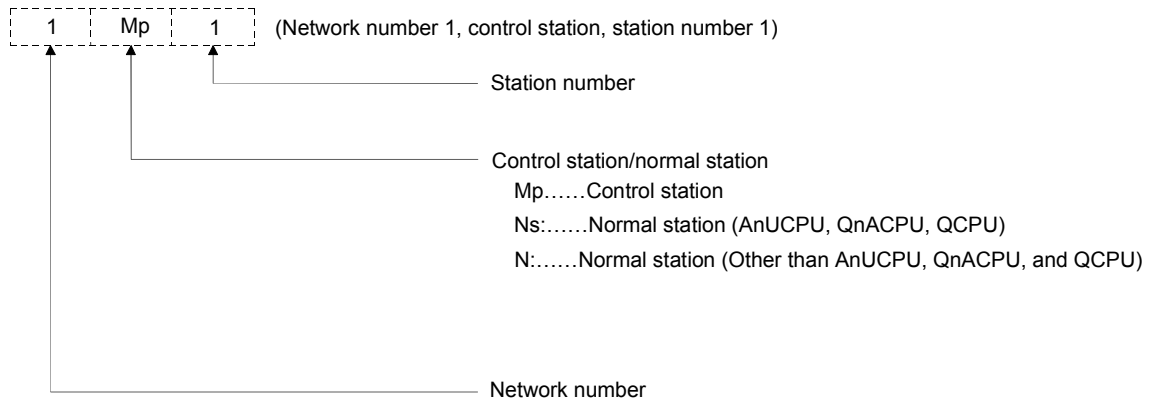 1 Mp 1 (Network number 1, control station, station number 1)
Station number
Control station/normal station
Mp……Control station
Ns:……Normal station (AnUCPU, QnACPU, QCPU)
N:……Normal station (Other than AnUCPU, QnACPU, and QCPU)
Network number